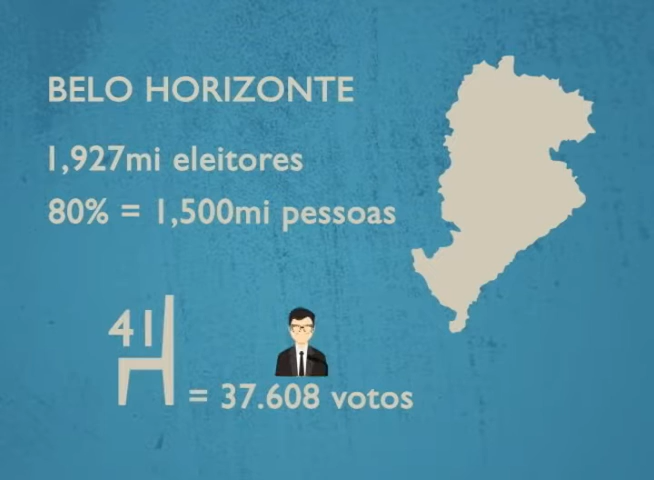 BELO HORIZONTE
1,927mi eleitores
80% = 1,500mi pessoas
41
= 37.608 votos